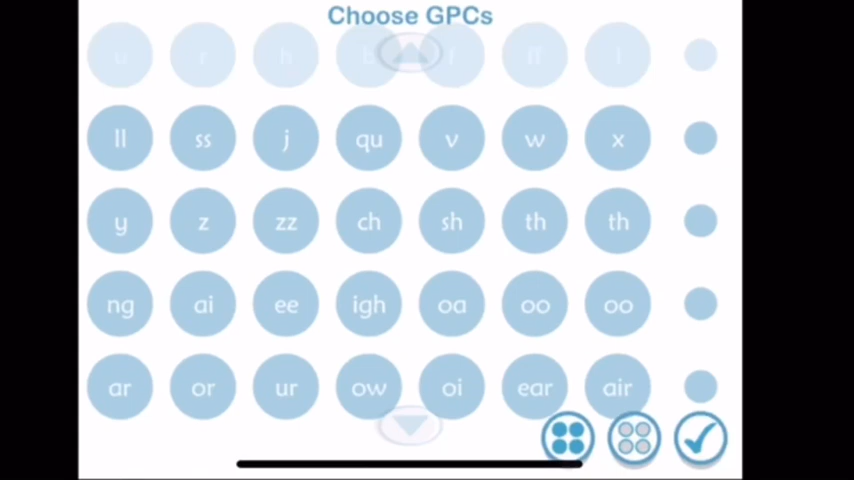 Choose GPCs
u r h b f ff l
ll ss j qu v w x
y z zz ch sh th th
ng ai ee igh oa oo oo
ar or ur ow oi ear air